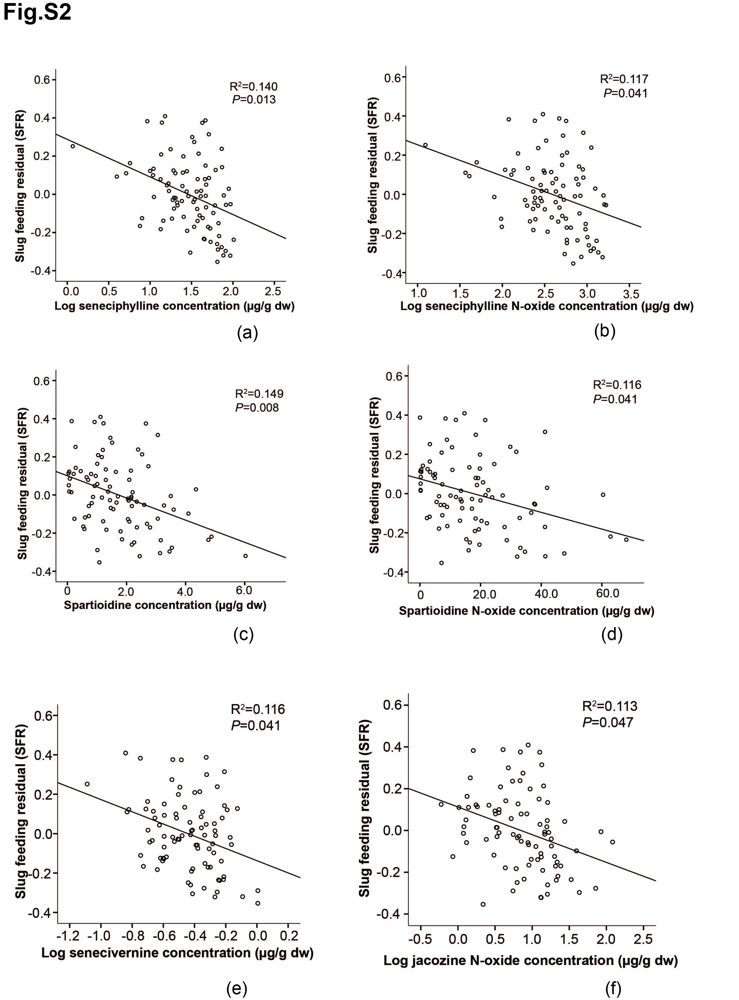 Fig.S2
R²=0.140
P=0.013
0.6
0.4
0.2
0.0
-0.2
-0.4
Slug feeding residual (SFR)
0.0 0.5 1.0 1.5 2.0 2.5
Log seneciphylline concentration (µg/g dw)
(a)
R²=0.117
P=0.041
0.6
0.4
0.2
0.0
-0.2
-0.4
Slug feeding residual (SFR)
1.0 1.5 2.0 2.5 3.0 3.5
Log seneciphylline N-oxide concentration (µg/g dw)
(b)
R²=0.149
P=0.008
0.6
0.4
0.2
0.0
-0.2
-0.4
Slug feeding residual (SFR)
0 2.0 4.0 6.0
Spartioidine concentration (µg/g dw)
(c)
R²=0.116
P=0.041
0.6
0.4
0.2
0.0
-0.2
-0.4
Slug feeding residual (SFR)
0 20.0 40.0 60.0
Spartioidine N-oxide concentration (µg/g dw)
(d)
R²=0.116
P=0.041
0.6
0.4
0.2
0.0
-0.2
-0.4
Slug feeding residual (SFR)
-1.2 -1.0 -0.8 -0.6 -0.4 -0.2 0.0 0.2
Log senecivernine concentration (µg/g dw)
(e)
R²=0.113
P=0.047
0.6
0.4
0.2
0.0
-0.2
-0.4
Slug feeding residual (SFR)
-0.5 0.0 0.5 1.0 1.5 2.0 2.5
Log jacozine N-oxide concentration (µg/g dw)
(f)